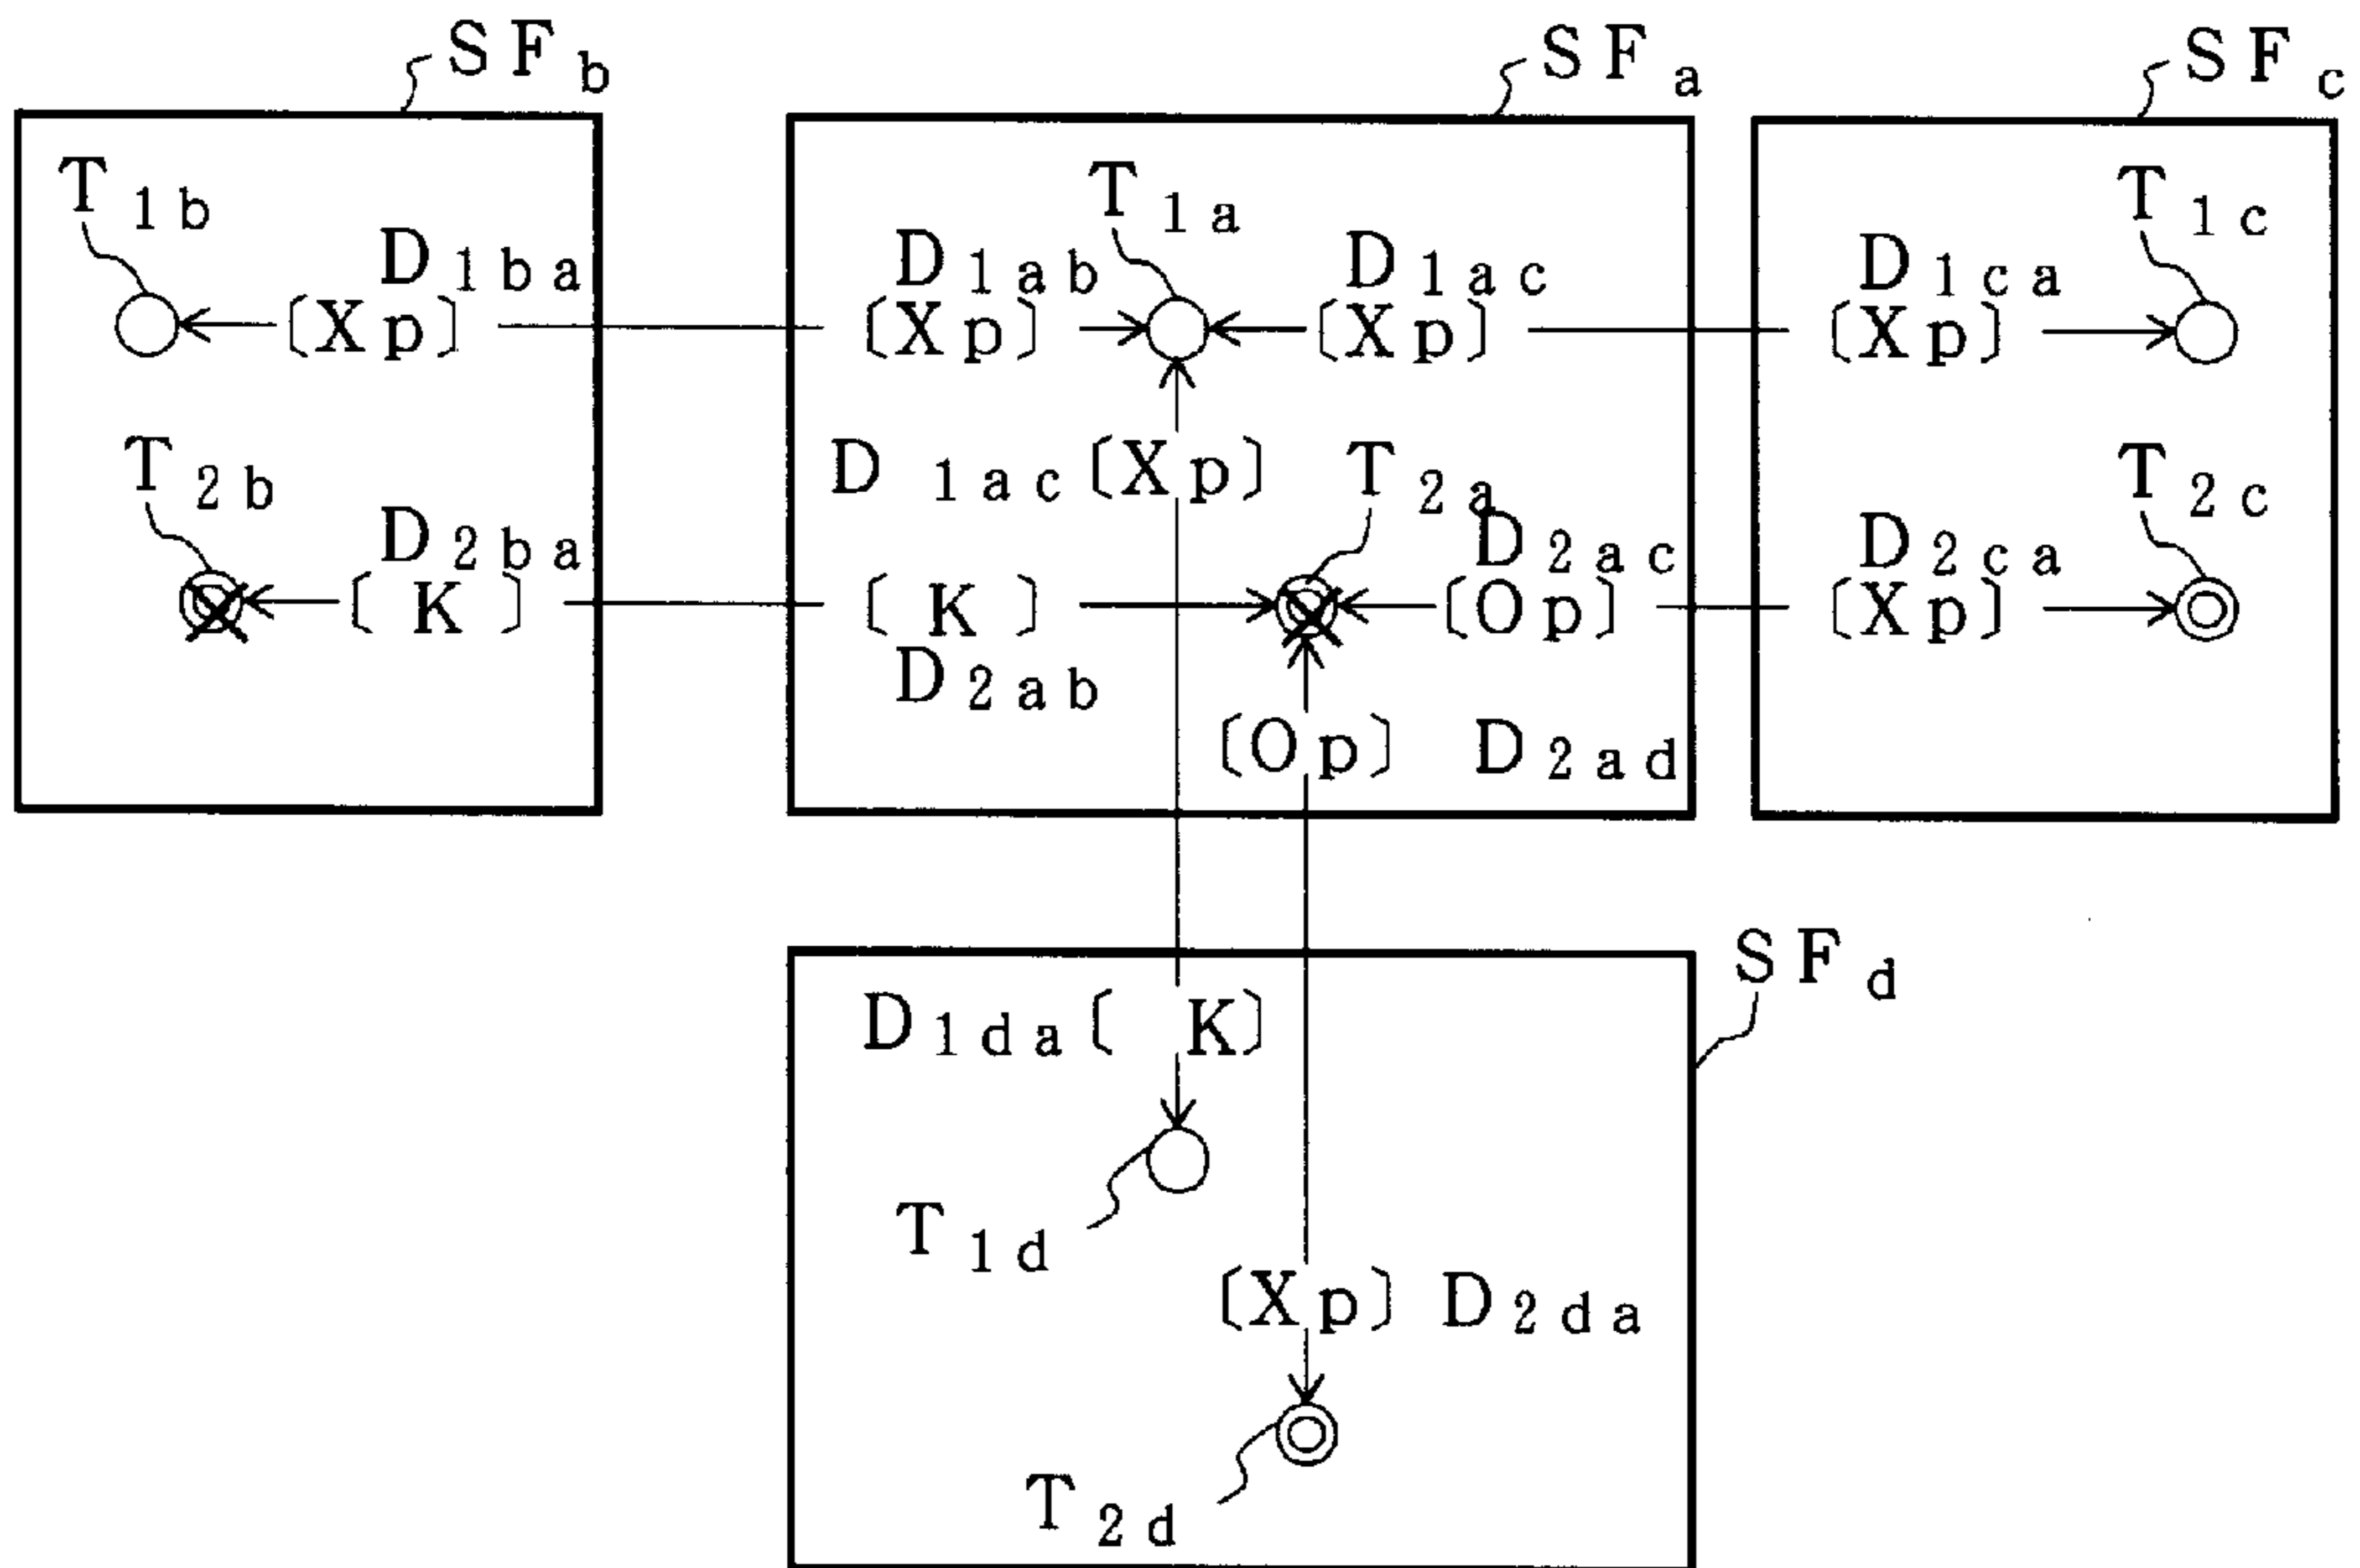 SFb SFa SFc
T1b T1a T1c
D1ba D1ab D1ac D1ca
〔Xp〕 〔Xp〕 〔Xp〕 〔Xp〕
T2b D1ac〔Xp〕 T2a T2c
D2ba D2ac D2ca
〔 K 〕 〔 K 〕 〔Op〕 〔Xp〕
D2ab
〔Op〕 D2ad
SFd
D1da〔 K〕
T1d
〔Xp〕 D2da
T2d